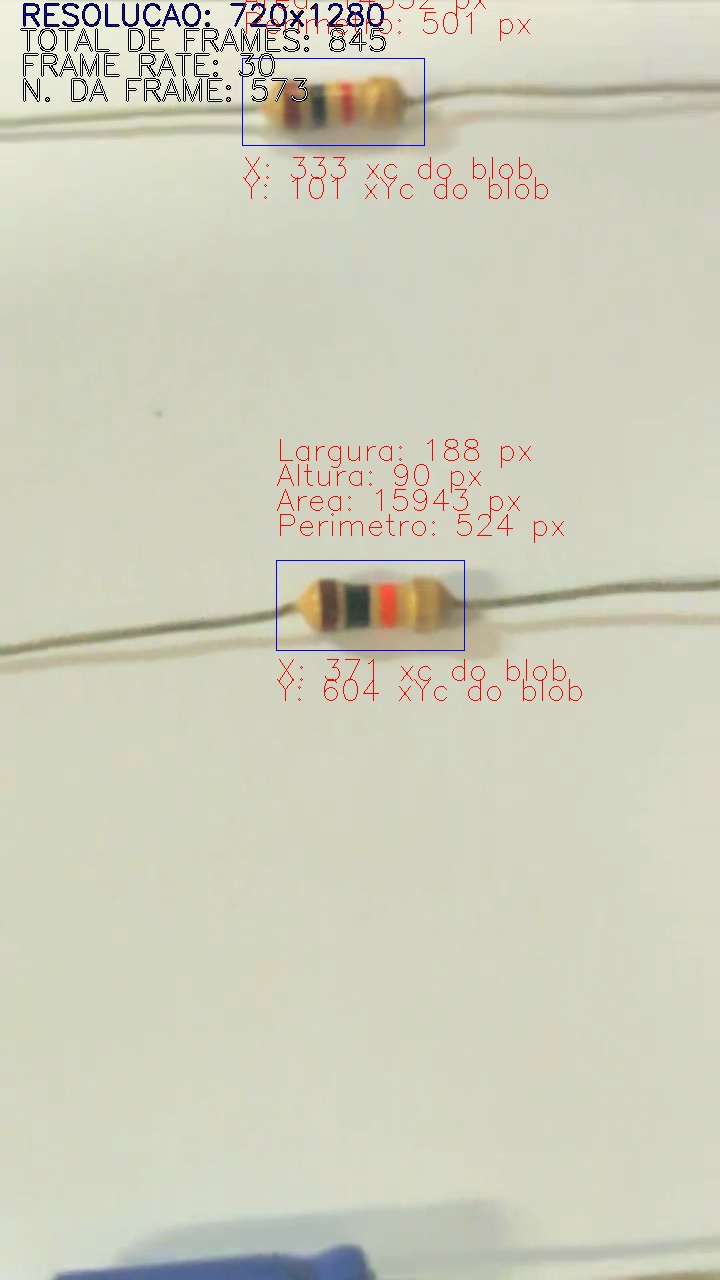 RESOLUCAO: 720x1280
TOTAL DE FRAMES: 845
FRAME RATE: 30
N. DA FRAME: 573
Perimetro: 501 px
X: 333 xc do blob
Y: 101 xYc do blob
Largura: 188 px
Altura: 90 px
Area: 15943 px
Perimetro: 524 px
X: 371 xc do blob
Y: 604 xYc do blob